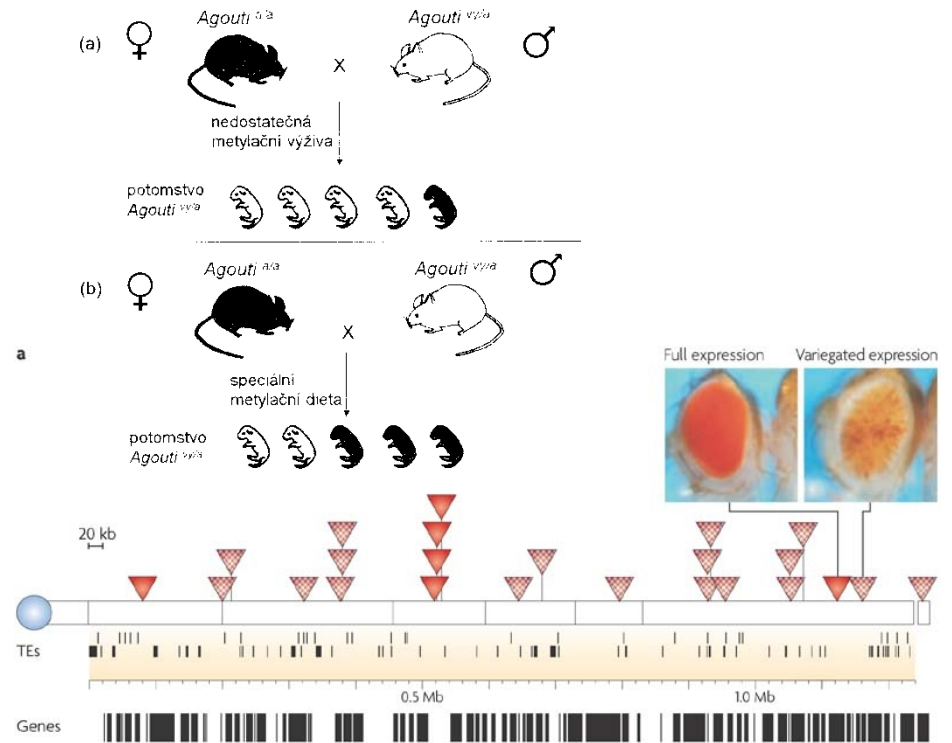 Agouti a/a
Agouti vy/a
(a)
♀
X
♂
nedostatečná
metylační výživa
potomstvo
Agouti vy/a
(b)
♀
Agouti a/a
Agouti vy/a
♂
X
a
speciální
metylační dieta
Full expression
Variegated expression
potomstvo
Agouti vy/a
20 kb
TEs
0.5 Mb
1.0 Mb
Genes